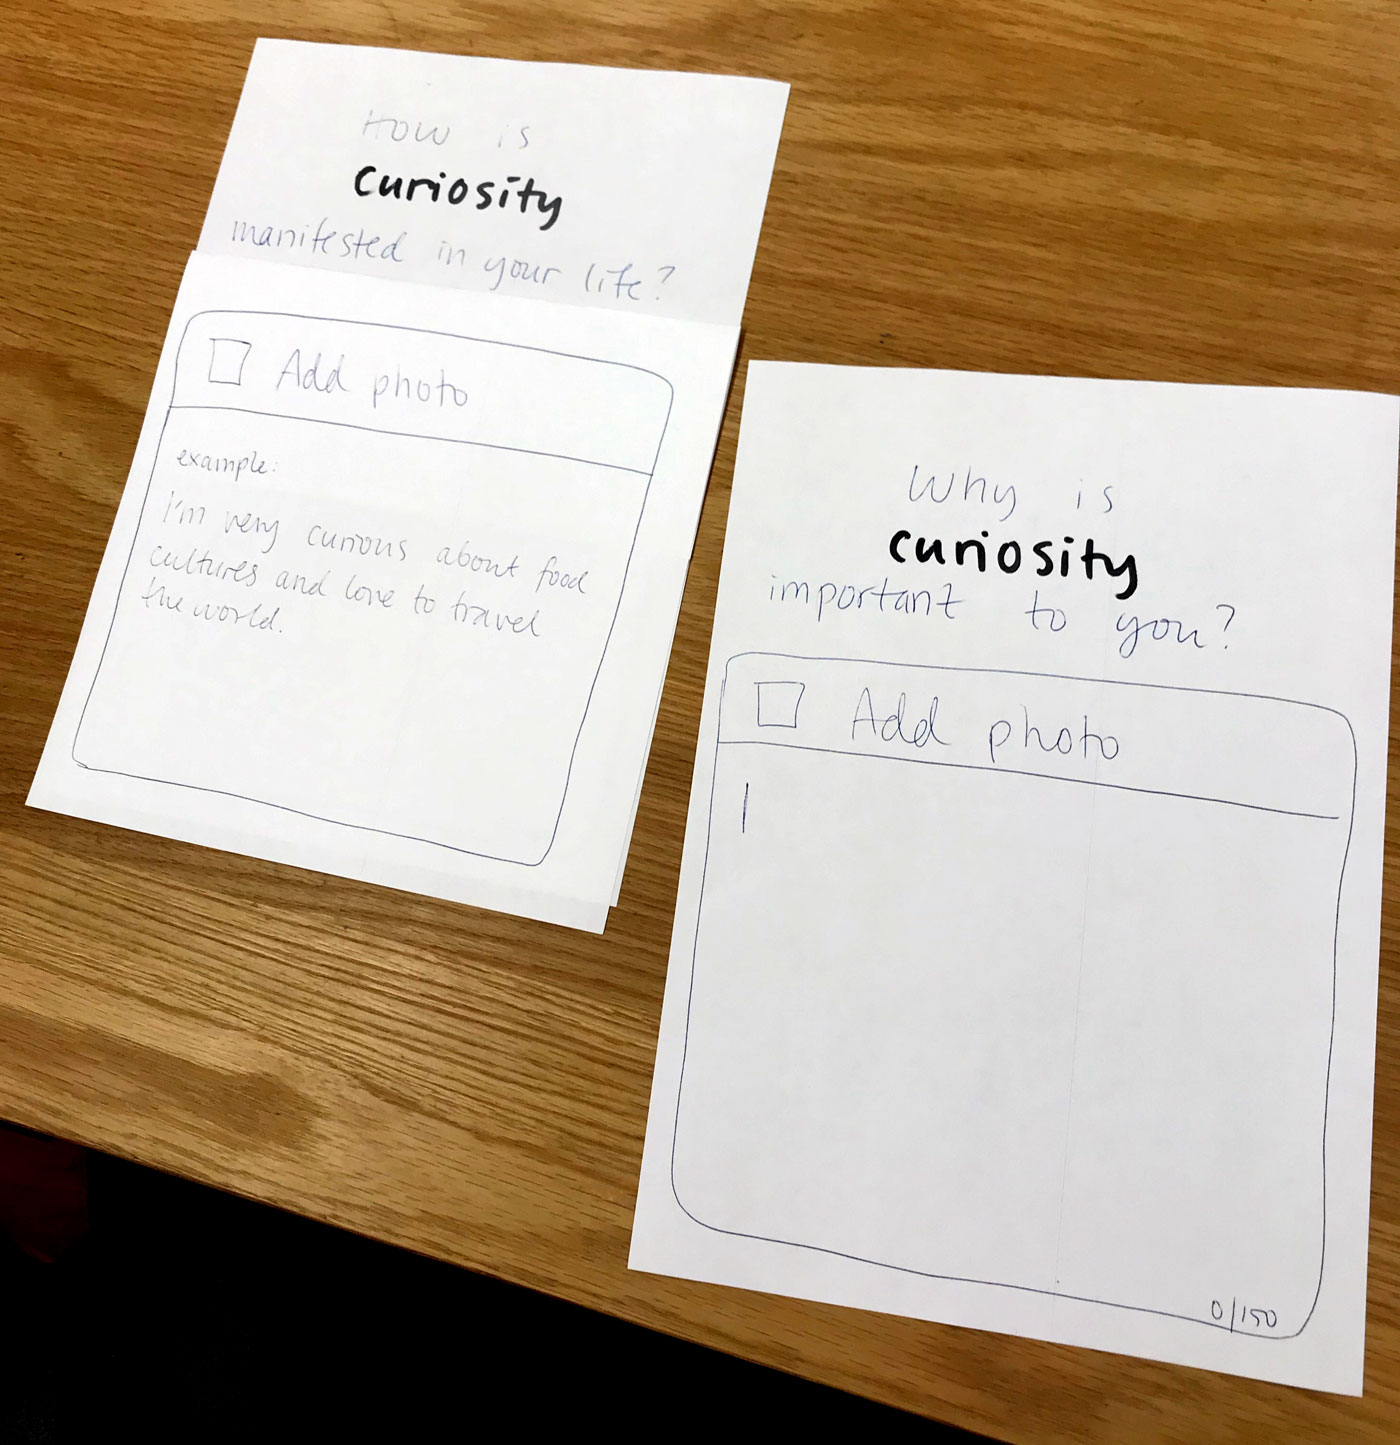 How is
curiosity
manifested in your life?
Add photo
example:
I'm very curious about food
cultures and love to travel
the world.
Why is
curiosity
important to you?
Add photo
0/150